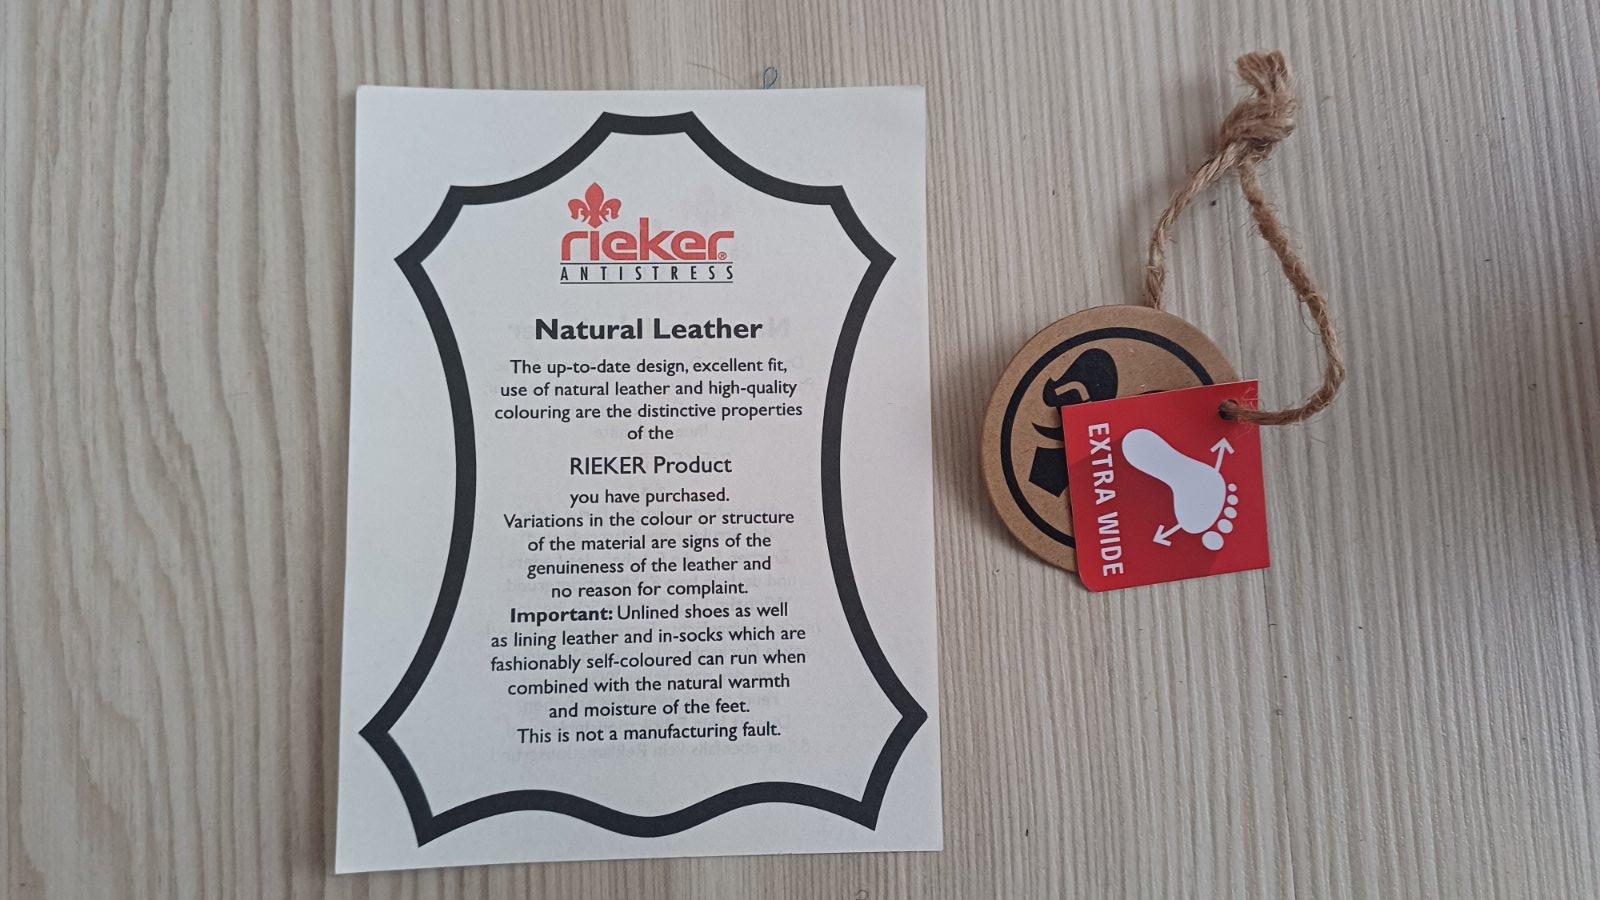 rieker®
ANTISTRESS
Natural Leather
The up-to-date design, excellent fit,
use of natural leather and high-quality
colouring are the distinctive properties
of the
RIEKER Product
you have purchased.
Variations in the colour or structure
of the material are signs of the
genuineness of the leather and
no reason for complaint.
Important: Unlined shoes as well
as lining leather and in-socks which are
fashionably self-coloured can run when
combined with the natural warmth
and moisture of the feet.
This is not a manufacturing fault.
EXTRA WIDE